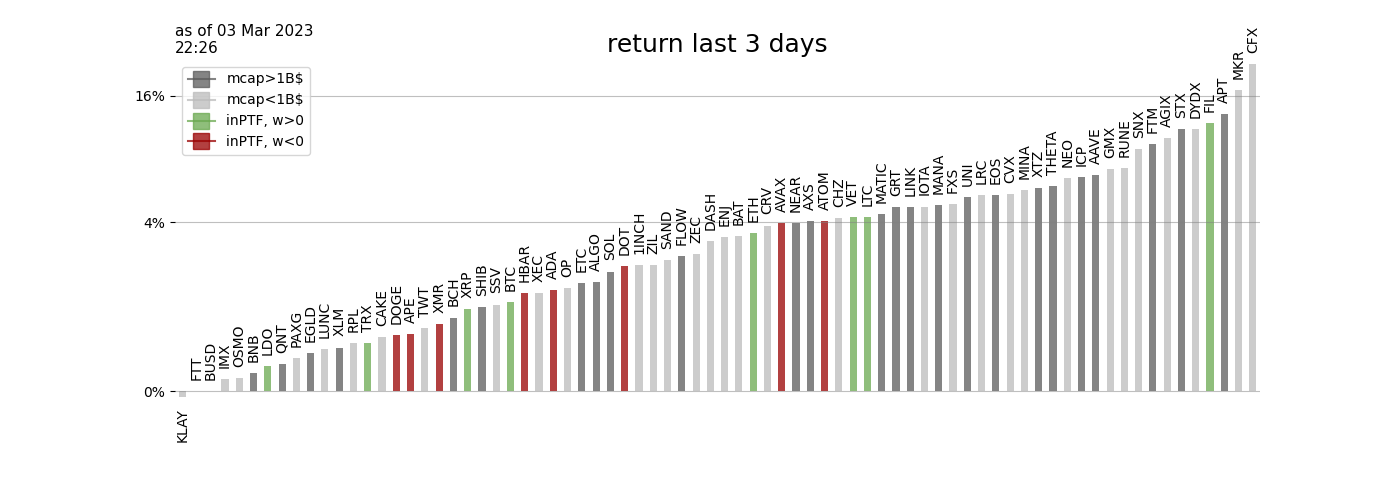 as of 03 Mar 2023
22:26
return last 3 days
mcap>1B$
mcap<1B$
inPTF, w>0
inPTF, w<0
16%
4%
0%
KLAY
FTT
BUSD
IMX
OSMO
BNB
LDO
QNT
PAXG
EGLD
LUNC
XLM
RPL
TRX
CAKE
DOGE
APE
TWT
XMR
BCH
XRP
SHIB
SSV
BTC
HBAR
XEC
ADA
OP
ETC
ALGO
SOL
DOT
1INCH
ZIL
SAND
FLOW
ZEC
DASH
ENJ
BAT
ETH
CRV
AVAX
NEAR
AXS
ATOM
CHZ
VET
LTC
MATIC
GRT
LINK
IOTA
MANA
FXS
UNI
LRC
EOS
CVX
MINA
XTZ
THETA
NEO
ICP
AAVE
GMX
RUNE
SNX
FTM
AGIX
STX
DYDX
FIL
APT
MKR
CFX